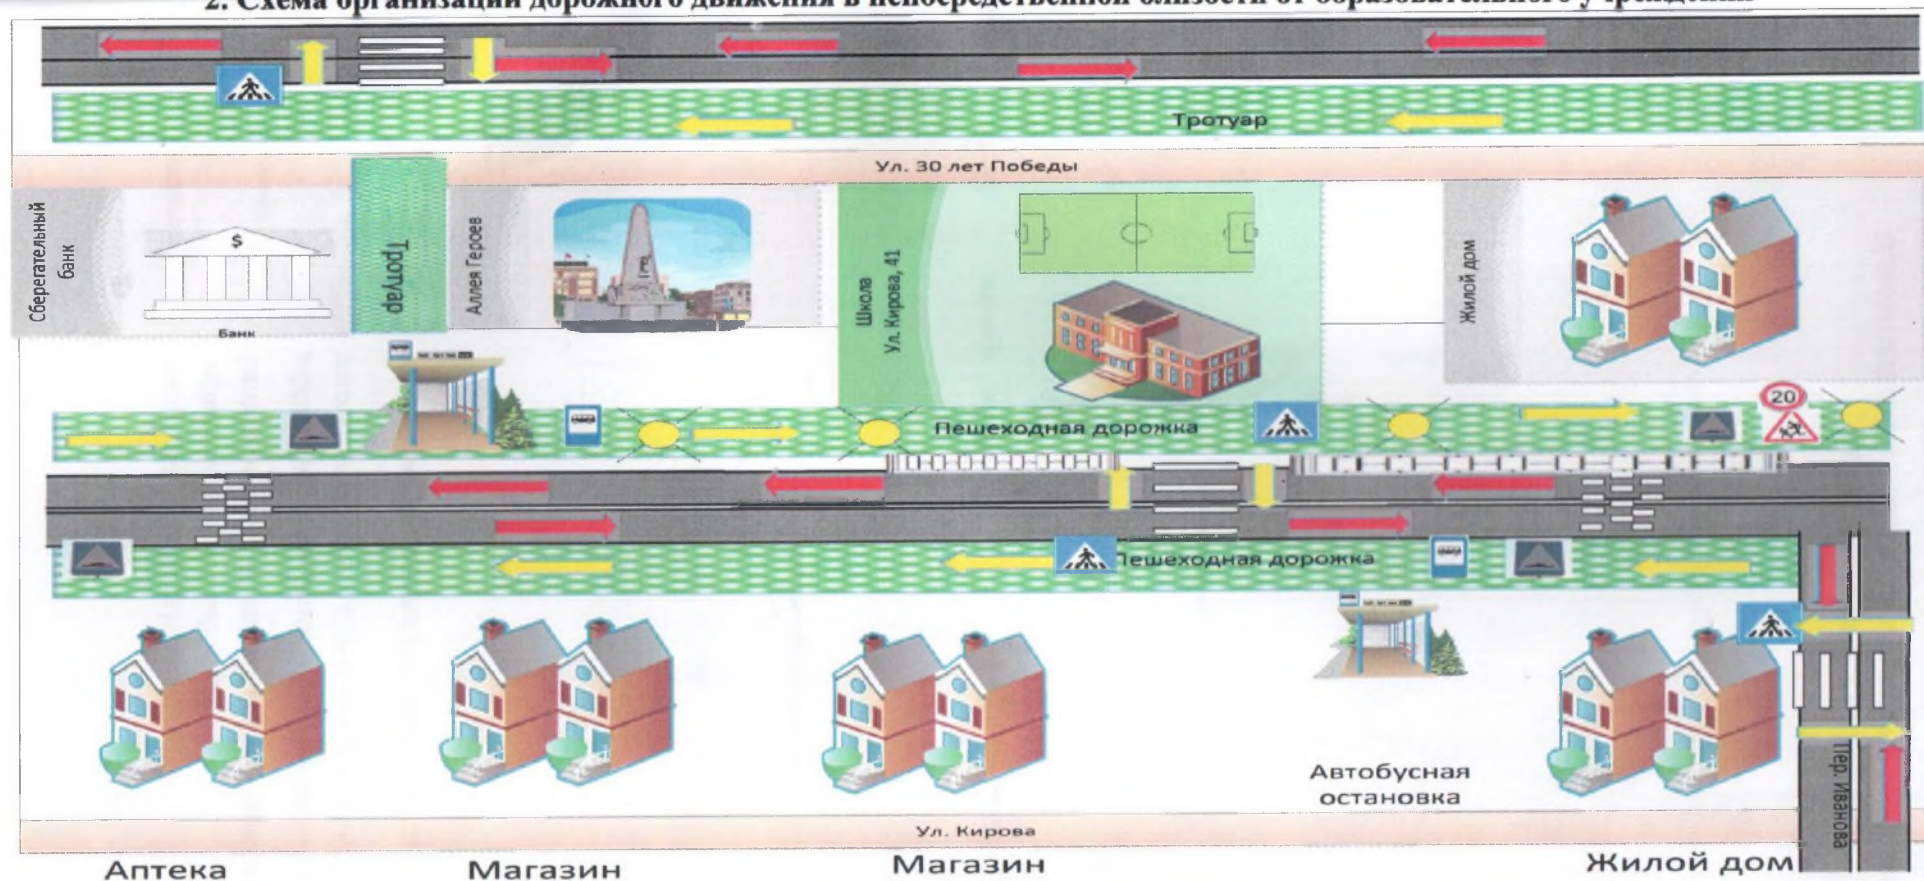 2. Схема организации дорожного движения в непосредственной близости от образовательного учреждения
Тротуар
Ул. 30 лет Победы
Сберегательный
банк
$
Банк
Тротуар
Аллея Героев
Школа
Ул. Кирова, 41
Жилой дом
20
Пешеходная дорожка
Пешеходная дорожка
Автобусная
остановка
Пер. Иванова
Ул. Кирова
Аптека
Магазин
Магазин
Жилой дом